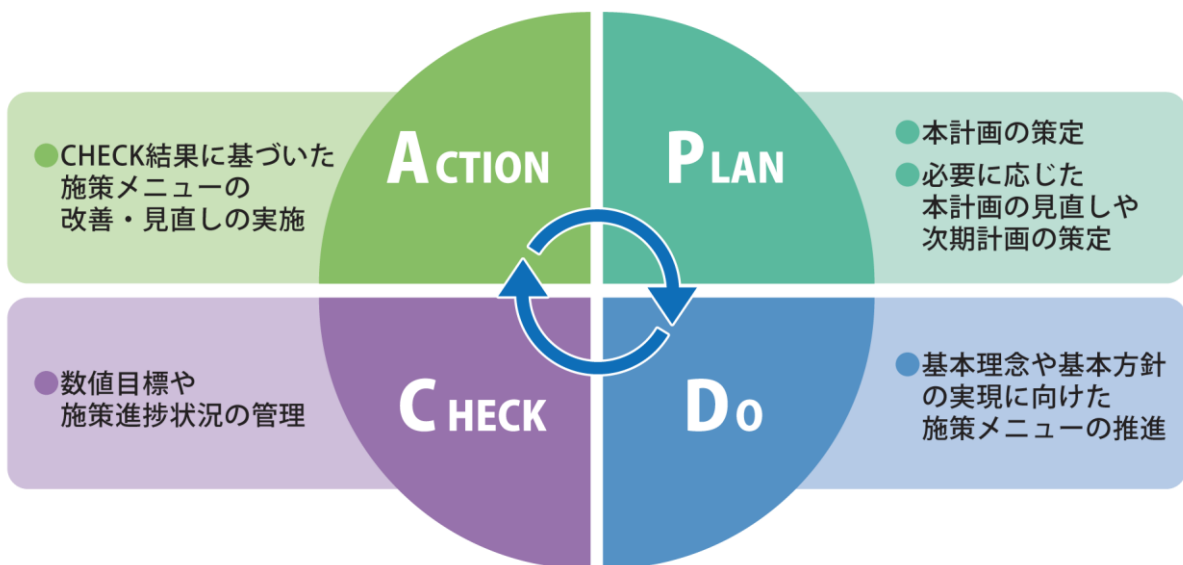 ACTION
●CHECK結果に基づいた
施策メニューの
改善・見直しの実施
PLAN
●本計画の策定
●必要に応じた
本計画の見直しや
次期計画の策定
CHECK
●数値目標や
施策進捗状況の管理
DO
●基本理念や基本方針
の実現に向けた
施策メニューの推進